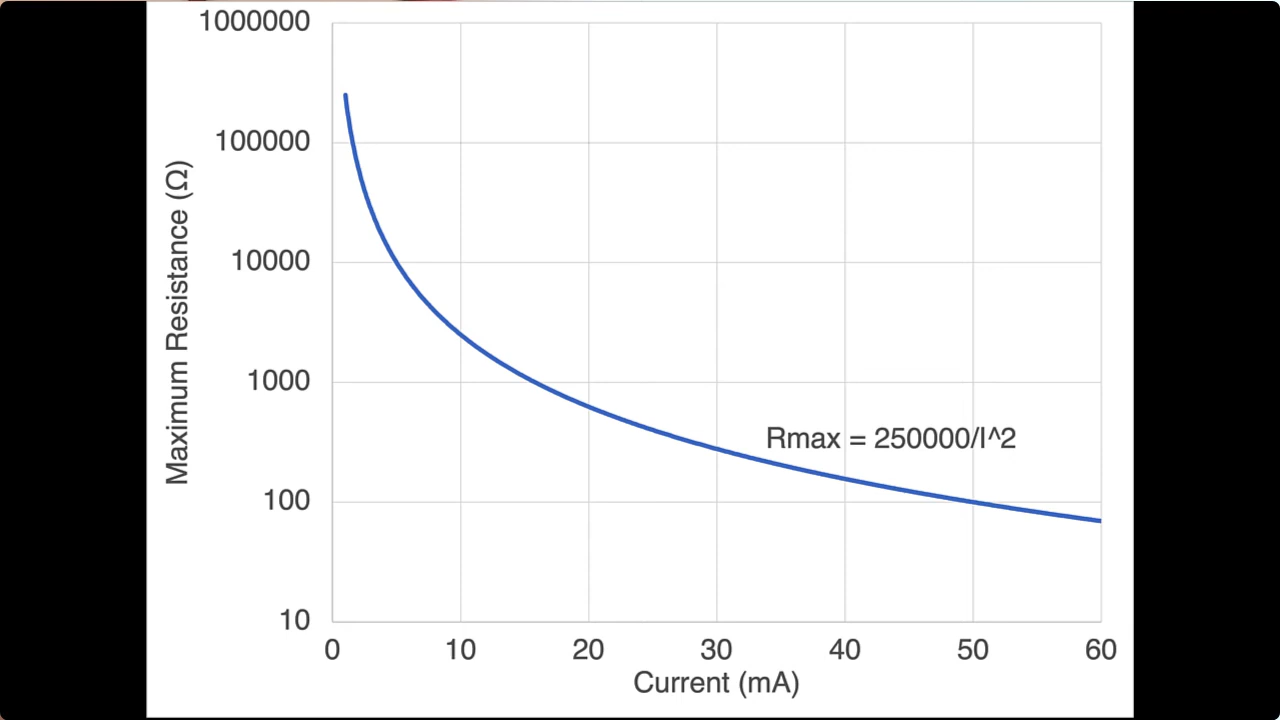 1000000
100000
10000
1000
100
10
Maximum Resistance (Ω)
Rmax = 250000/I^2
0 10 20 30 40 50 60
Current (mA)